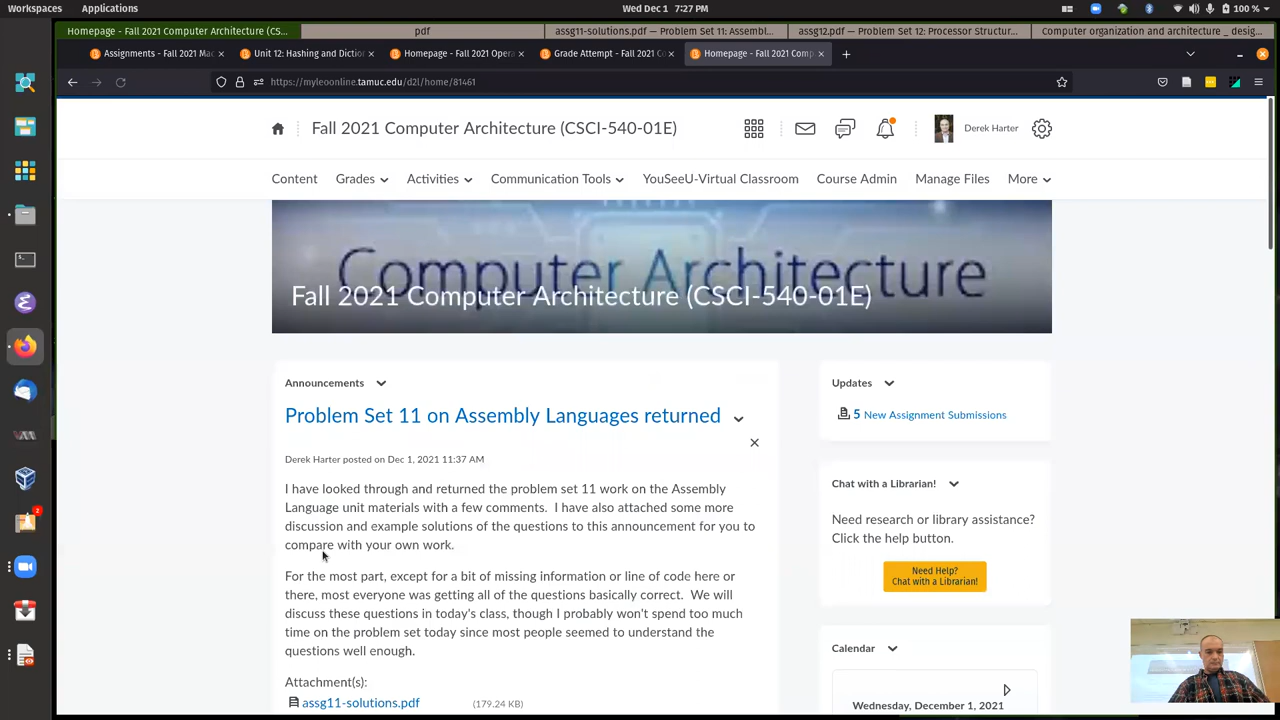 Workspaces Applications Wed Dec 1 7:27 PM 100 %
Homepage - Fall 2021 Computer Architecture (CS... pdf assg11-solutions.pdf — Problem Set 11: Assembl... assg12.pdf — Problem Set 12: Processor Structur... Computer organization and architecture _ desig...
Assignments - Fall 2021 Mac Unit 12: Hashing and Dictio Homepage - Fall 2021 Opera Grade Attempt - Fall 2021 Co Homepage - Fall 2021 Comp
https://myleoonline.tamuc.edu/d2l/home/81461
Fall 2021 Computer Architecture (CSCI-540-01E) Derek Harter
Content Grades Activities Communication Tools YouSeeU-Virtual Classroom Course Admin Manage Files More
Computer Architecture
Fall 2021 Computer Architecture (CSCI-540-01E)
Announcements
Problem Set 11 on Assembly Languages returned
Derek Harter posted on Dec 1, 2021 11:37 AM
I have looked through and returned the problem set 11 work on the Assembly
Language unit materials with a few comments. I have also attached some more
discussion and example solutions of the questions to this announcement for you to
compare with your own work.
For the most part, except for a bit of missing information or line of code here or
there, most everyone was getting all of the questions basically correct. We will
discuss these questions in today's class, though I probably won't spend too much
time on the problem set today since most people seemed to understand the
questions well enough.
Attachment(s):
assg11-solutions.pdf (179.24 KB)
Updates
5 New Assignment Submissions
Chat with a Librarian!
Need research or library assistance?
Click the help button.
Need Help?
Chat with a Librarian!
Calendar
Wednesday, December 1, 2021
2